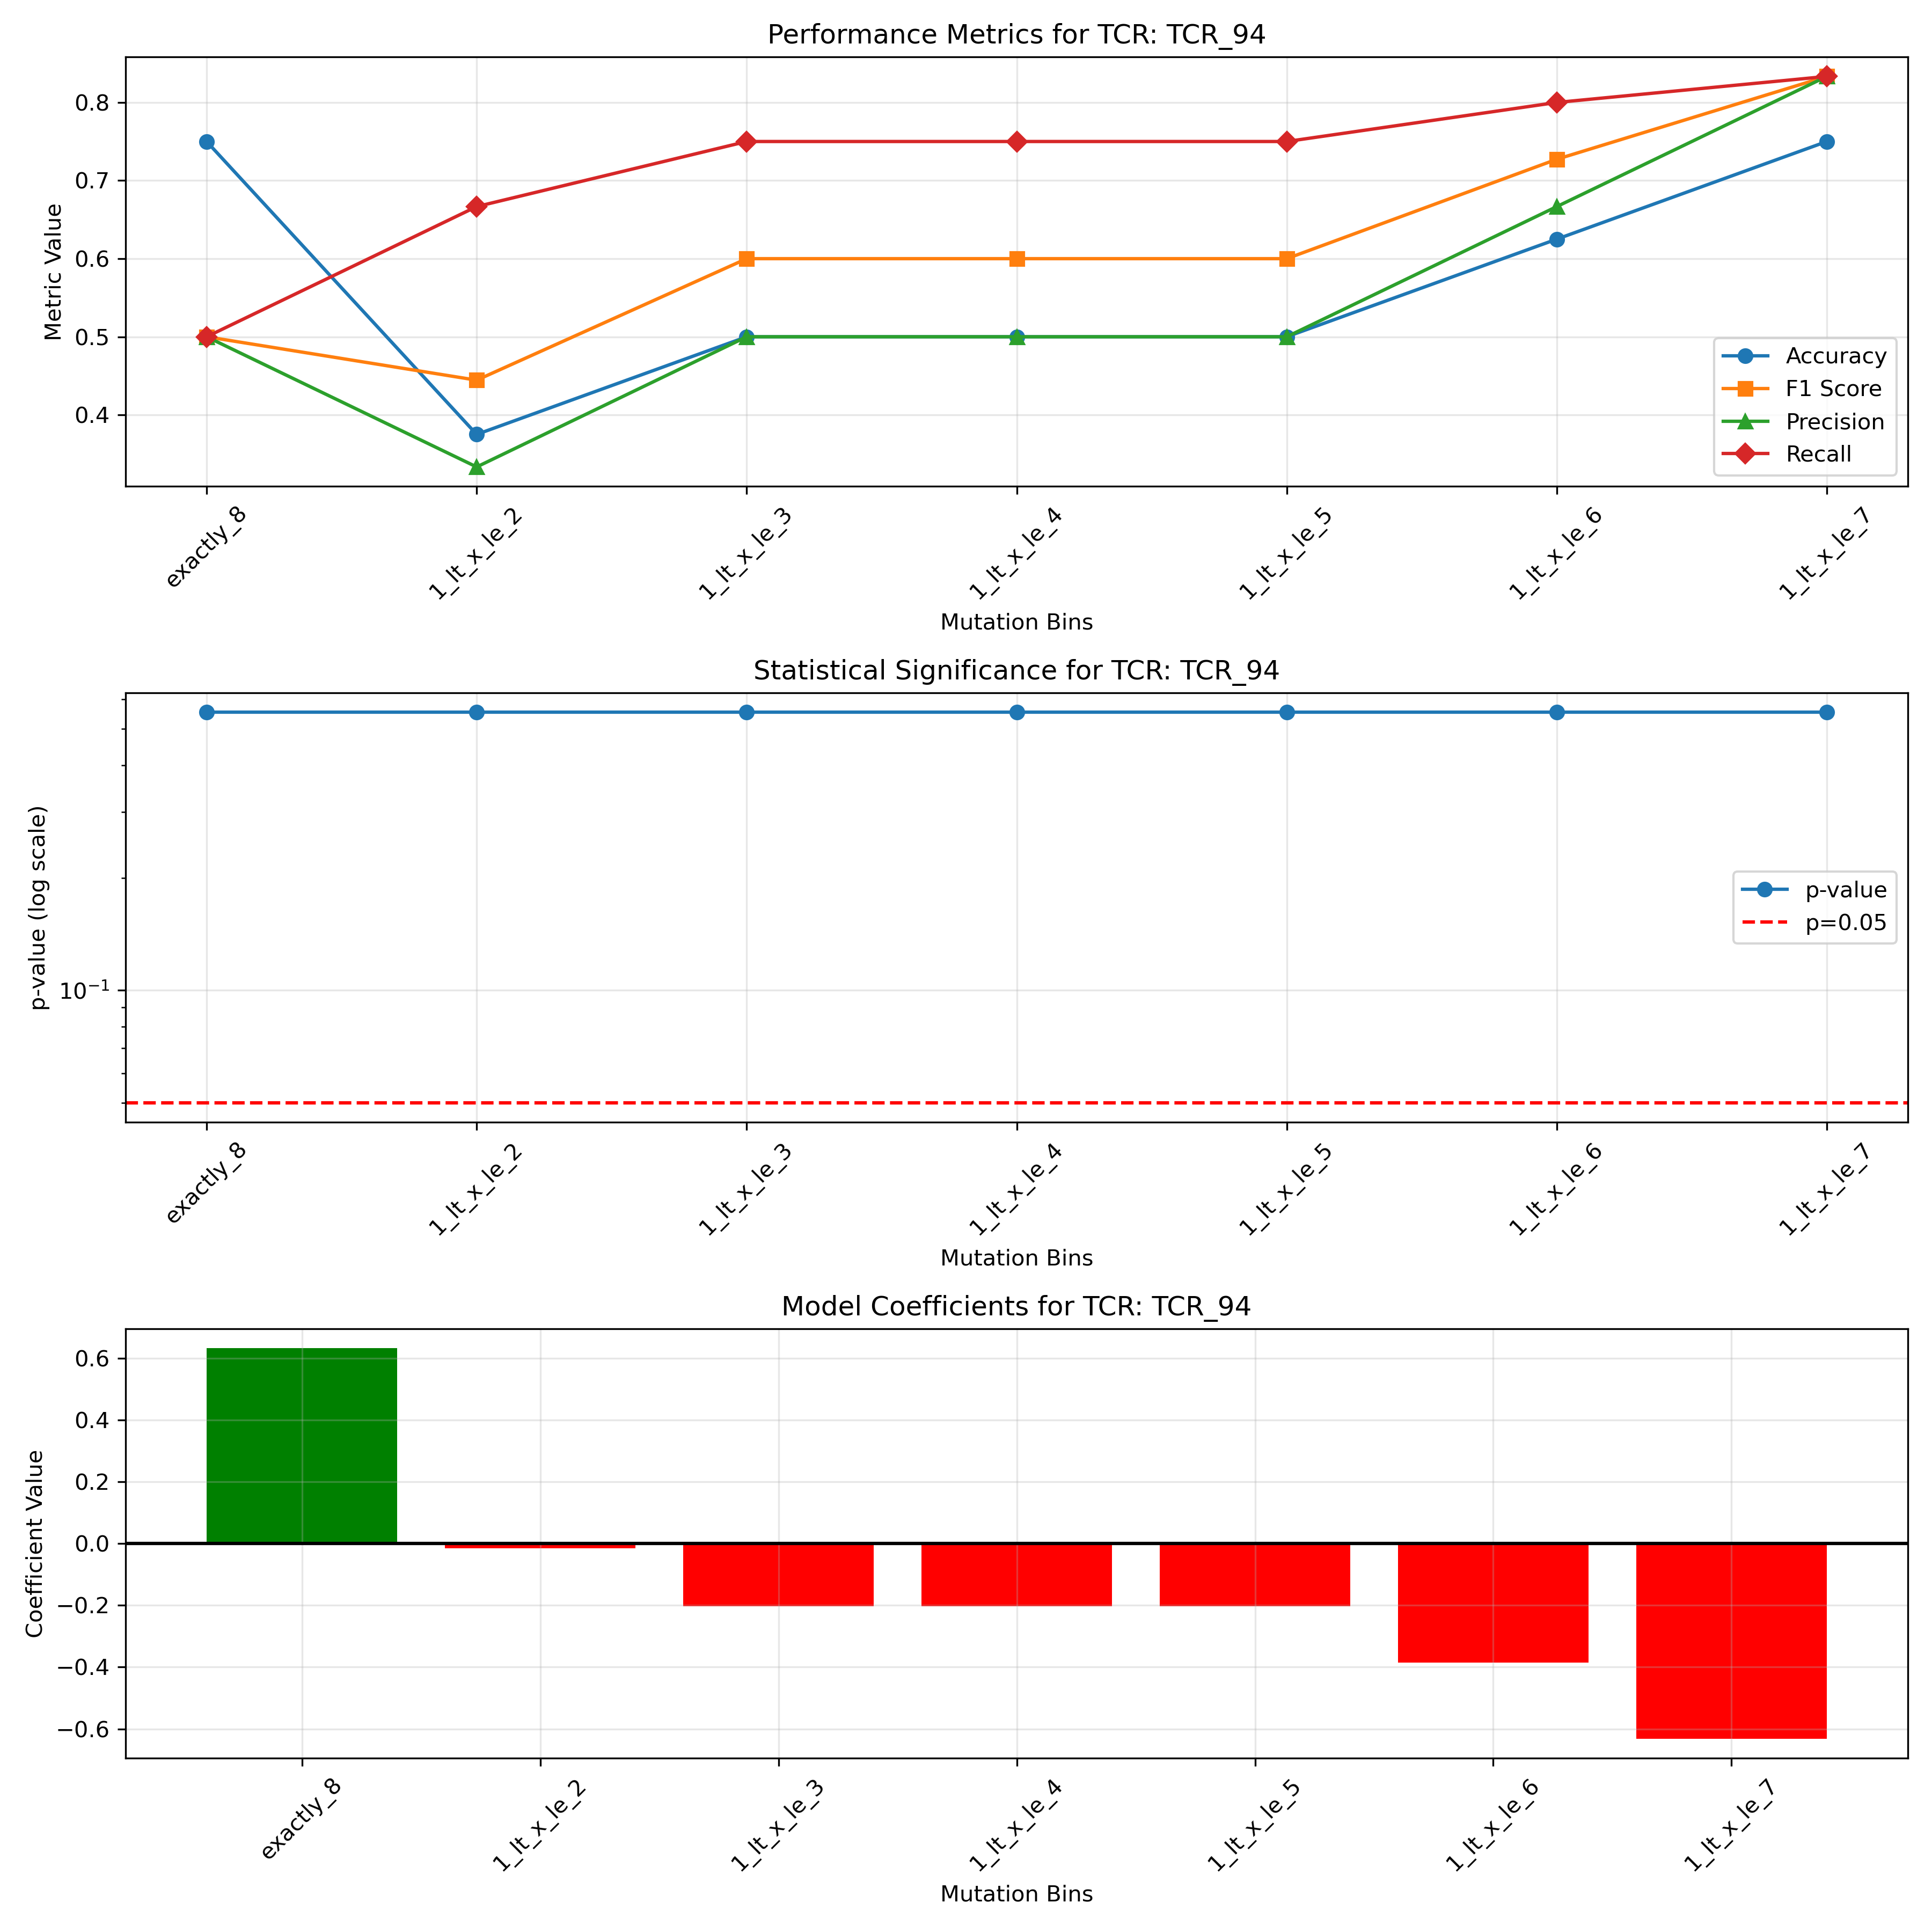 Performance Metrics for TCR: TCR_94
Metric Value
0.8
0.7
0.6
0.5
0.4
Accuracy
F1 Score
Precision
Recall
exactly_8
1_lt_x_le_2
1_lt_x_le_3
1_lt_x_le_4
1_lt_x_le_5
1_lt_x_le_6
1_lt_x_le_7
Mutation Bins
Statistical Significance for TCR: TCR_94
p-value (log scale)
10⁻¹
p-value
p=0.05
exactly_8
1_lt_x_le_2
1_lt_x_le_3
1_lt_x_le_4
1_lt_x_le_5
1_lt_x_le_6
1_lt_x_le_7
Mutation Bins
Model Coefficients for TCR: TCR_94
Coefficient Value
0.6
0.4
0.2
0.0
−0.2
−0.4
−0.6
exactly_8
1_lt_x_le_2
1_lt_x_le_3
1_lt_x_le_4
1_lt_x_le_5
1_lt_x_le_6
1_lt_x_le_7
Mutation Bins